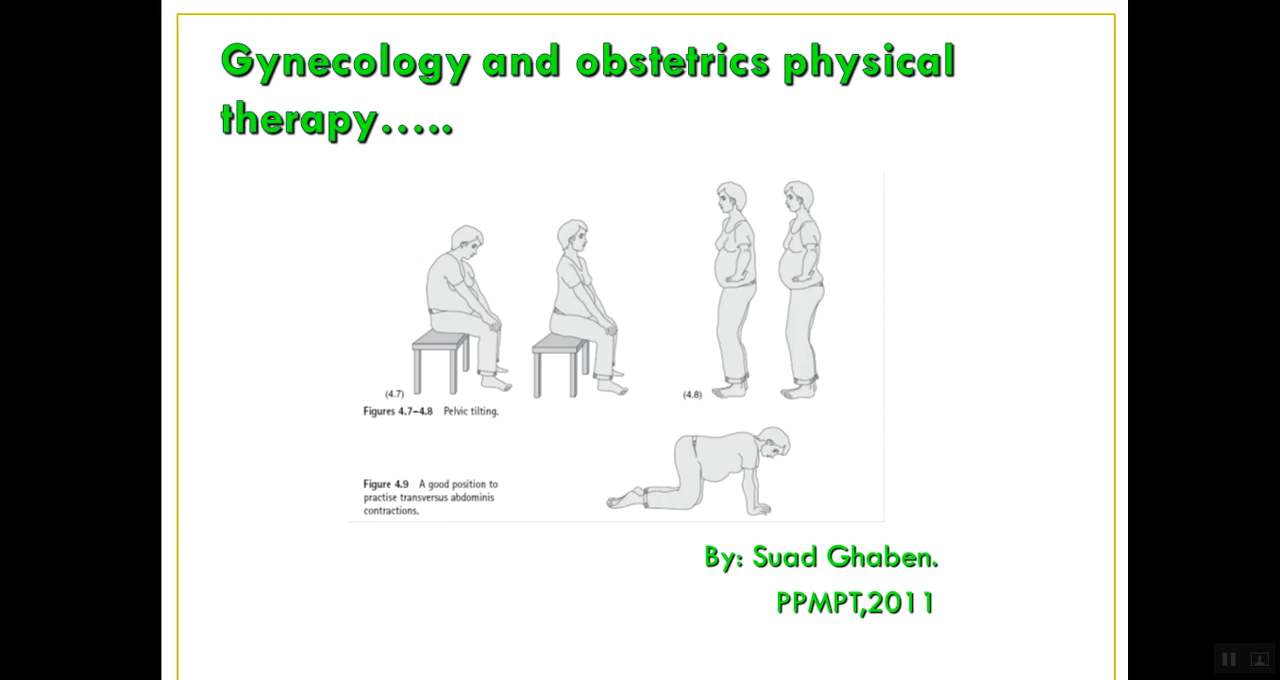 Gynecology and obstetrics physical
therapy.....
(4.7)
(4.8)
Figures 4.7–4.8 Pelvic tilting.
Figure 4.9 A good position to
practise transversus abdominis
contractions.
By: Suad Ghaben.
PPMPT,2011